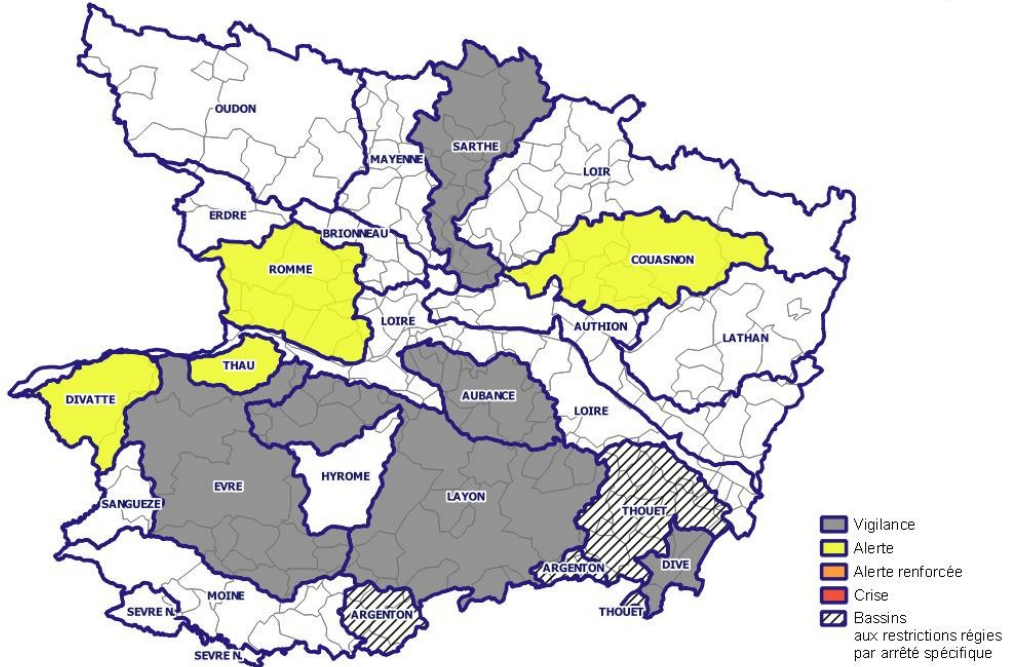 OUDON
MAYENNE
SARTHE
LOIR
ERDRE
BRIONNEAU
ROMME
COUASNON
LOIRE
AUTHION
LATHAN
THAU
DIVATTE
AUBANCE
LOIRE
HYROME
EVRE
LAYON
SANGUEZE
THOUET
ARGENTON
DIVE
MOINE
SEVRE N.
ARGENTON
THOUET
SEVRE N.
Vigilance
Alerte
Alerte renforcée
Crise
Bassins
aux restrictions régies
par arrêté spécifique